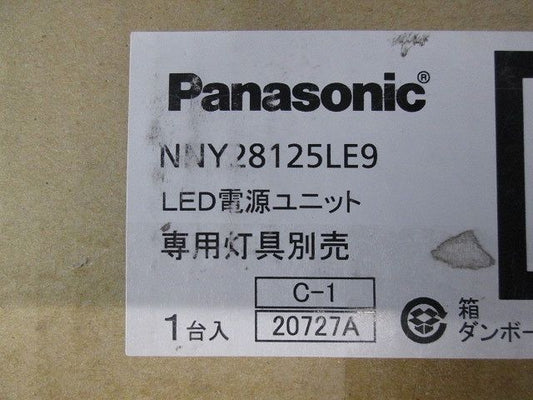 Panasonic®
NNY28125LE9
LED電源ユニット
専用灯具別売
C-1
1台入
20727A
箱
ダンボー